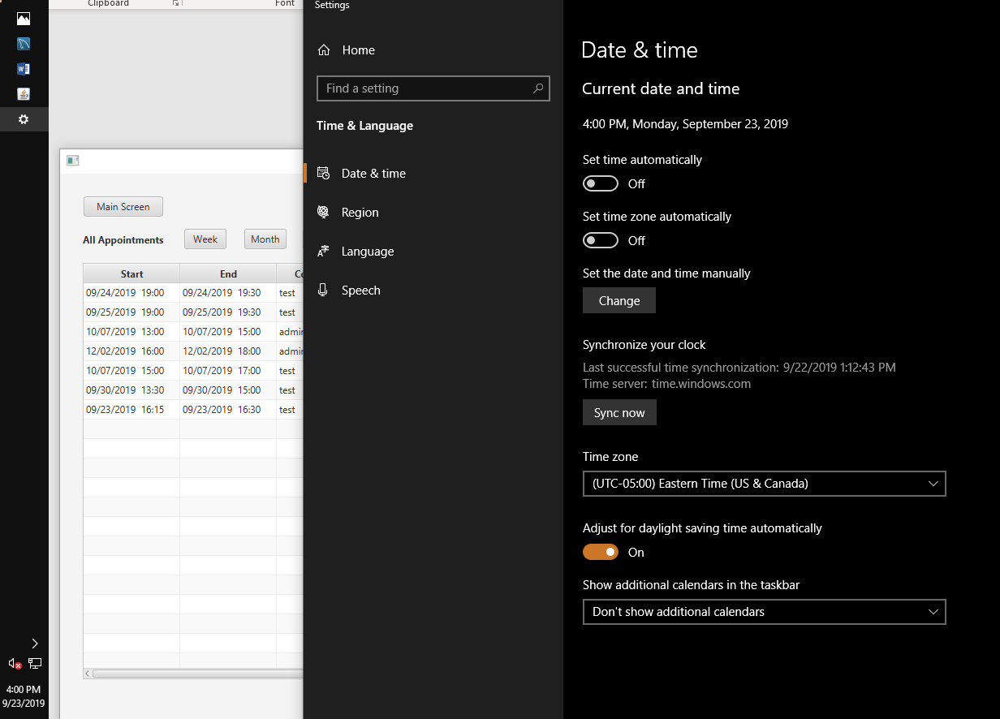 Clipboard
Font
Main Screen
All Appointments
Week
Month
Start End
09/24/2019 19:00 09/24/2019 19:30 test
09/25/2019 19:00 09/25/2019 19:30 test
10/07/2019 13:00 10/07/2019 15:00 admi
12/02/2019 16:00 12/02/2019 18:00 admi
10/07/2019 15:00 10/07/2019 17:00 test
09/30/2019 13:30 09/30/2019 15:00 test
09/23/2019 16:15 09/23/2019 16:30 test
4:00 PM
9/23/2019
Settings
Home
Find a setting
Time & Language
Date & time
Region
Language
Speech
Date & time
Current date and time
4:00 PM, Monday, September 23, 2019
Set time automatically
Off
Set time zone automatically
Off
Set the date and time manually
Change
Synchronize your clock
Last successful time synchronization: 9/22/2019 1:12:43 PM
Time server: time.windows.com
Sync now
Time zone
(UTC-05:00) Eastern Time (US & Canada)
Adjust for daylight saving time automatically
On
Show additional calendars in the taskbar
Don't show additional calendars